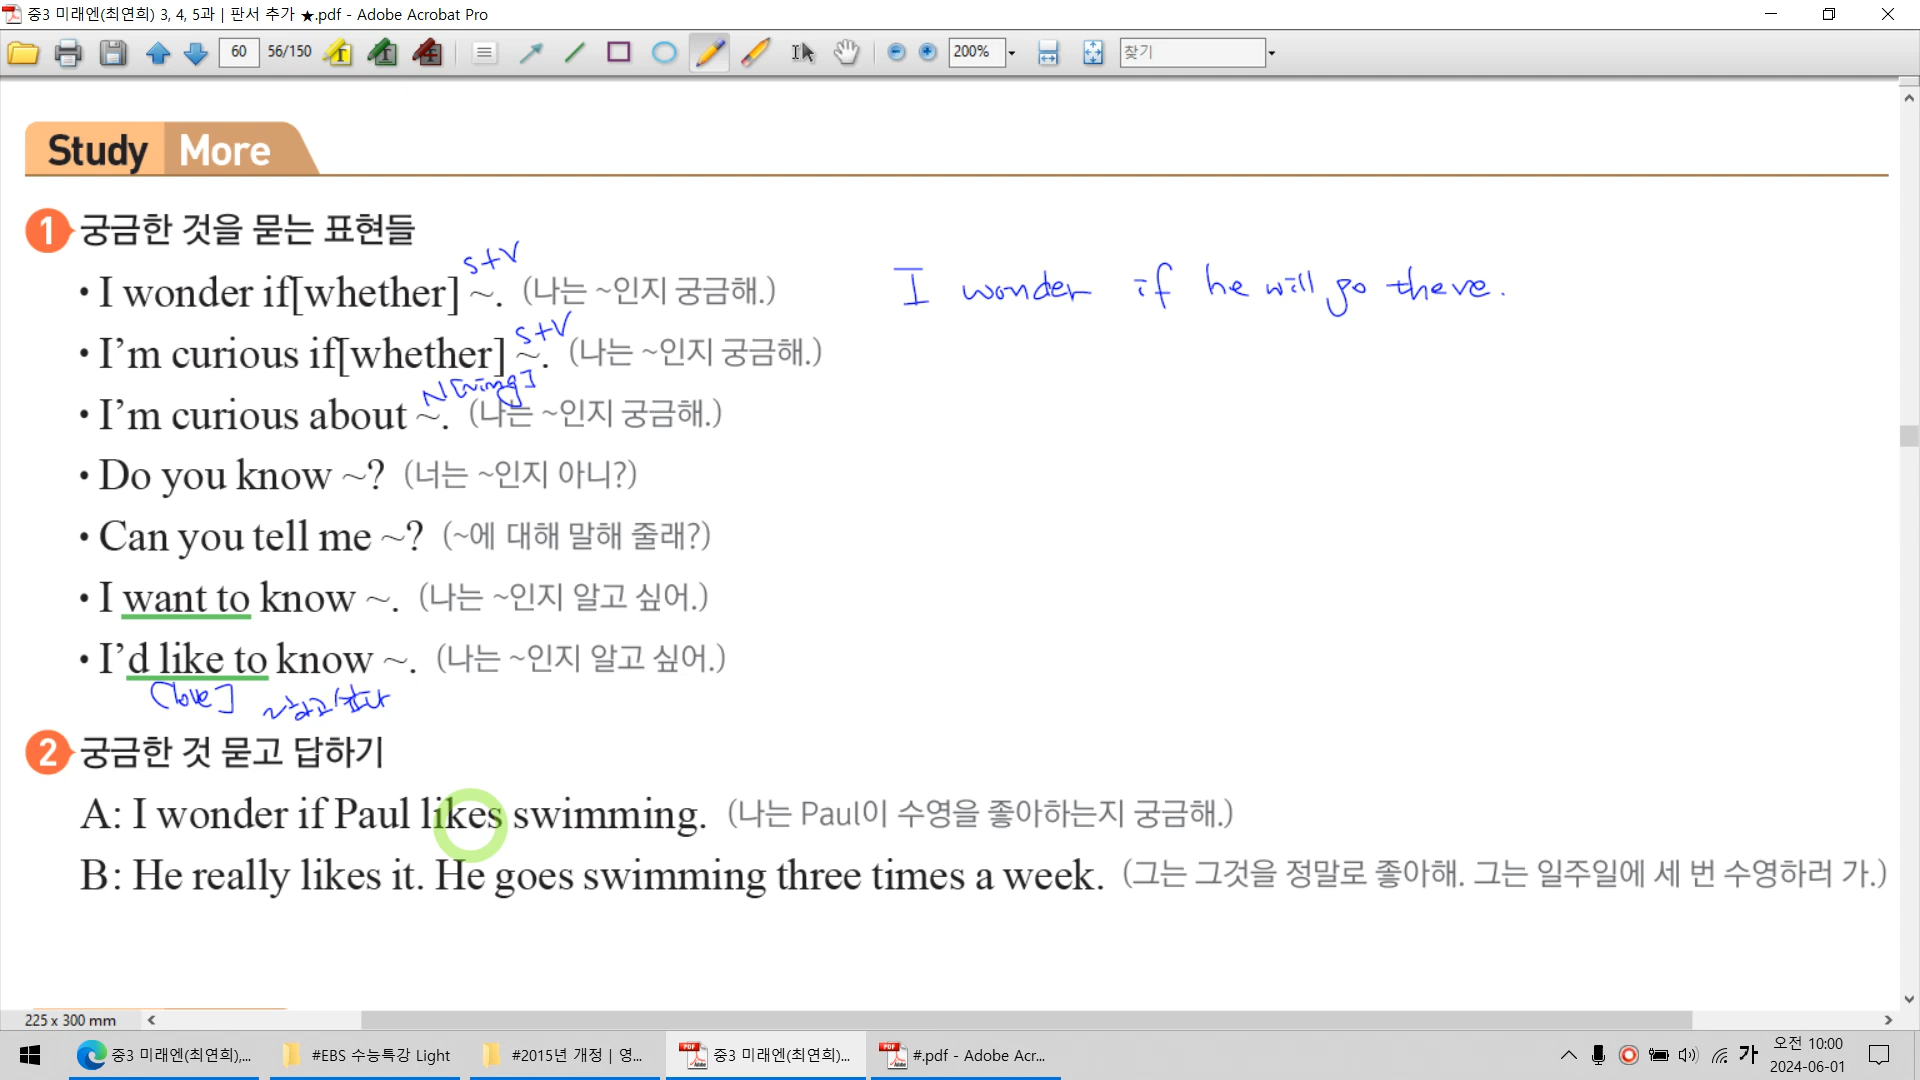 중3 미래엔(최연희) 3, 4, 5과 | 판서 추가 ★.pdf - Adobe Acrobat Pro
60 56/150 200% 찾기
Study More
1 궁금한 것을 묻는 표현들
s+v
• I wonder if[whether] ~. (나는 ~인지 궁금해.) I wonder if he will go there.
s+v
• I'm curious if[whether] ~. (나는 ~인지 궁금해.)
N[ving]
• I'm curious about ~. (나는 ~인지 궁금해.)
• Do you know ~? (너는 ~인지 아니?)
• Can you tell me ~? (~에 대해 말해 줄래?)
• I want to know ~. (나는 ~인지 알고 싶어.)
• I'd like to know ~. (나는 ~인지 알고 싶어.)
[love] ~하고 싶다
2 궁금한 것 묻고 답하기
A: I wonder if Paul likes swimming. (나는 Paul이 수영을 좋아하는지 궁금해.)
B: He really likes it. He goes swimming three times a week. (그는 그것을 정말로 좋아해. 그는 일주일에 세 번 수영하러 가.)
225 x 300 mm
중3 미래엔(최연희),... #EBS 수능특강 Light #2015년 개정 | 영... 중3 미래엔(최연희)... #.pdf - Adobe Acr... 가 오전 10:00
2024-06-01